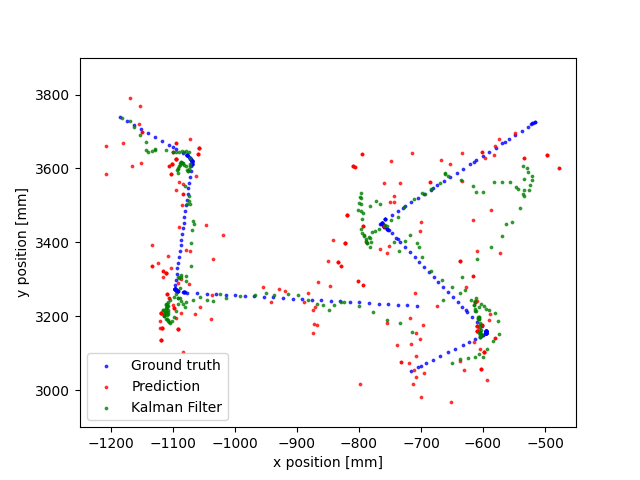 y position [mm]
3800
3600
3400
3200
3000
Ground truth
Prediction
Kalman Filter
−1200 −1100 −1000 −900 −800 −700 −600 −500
x position [mm]